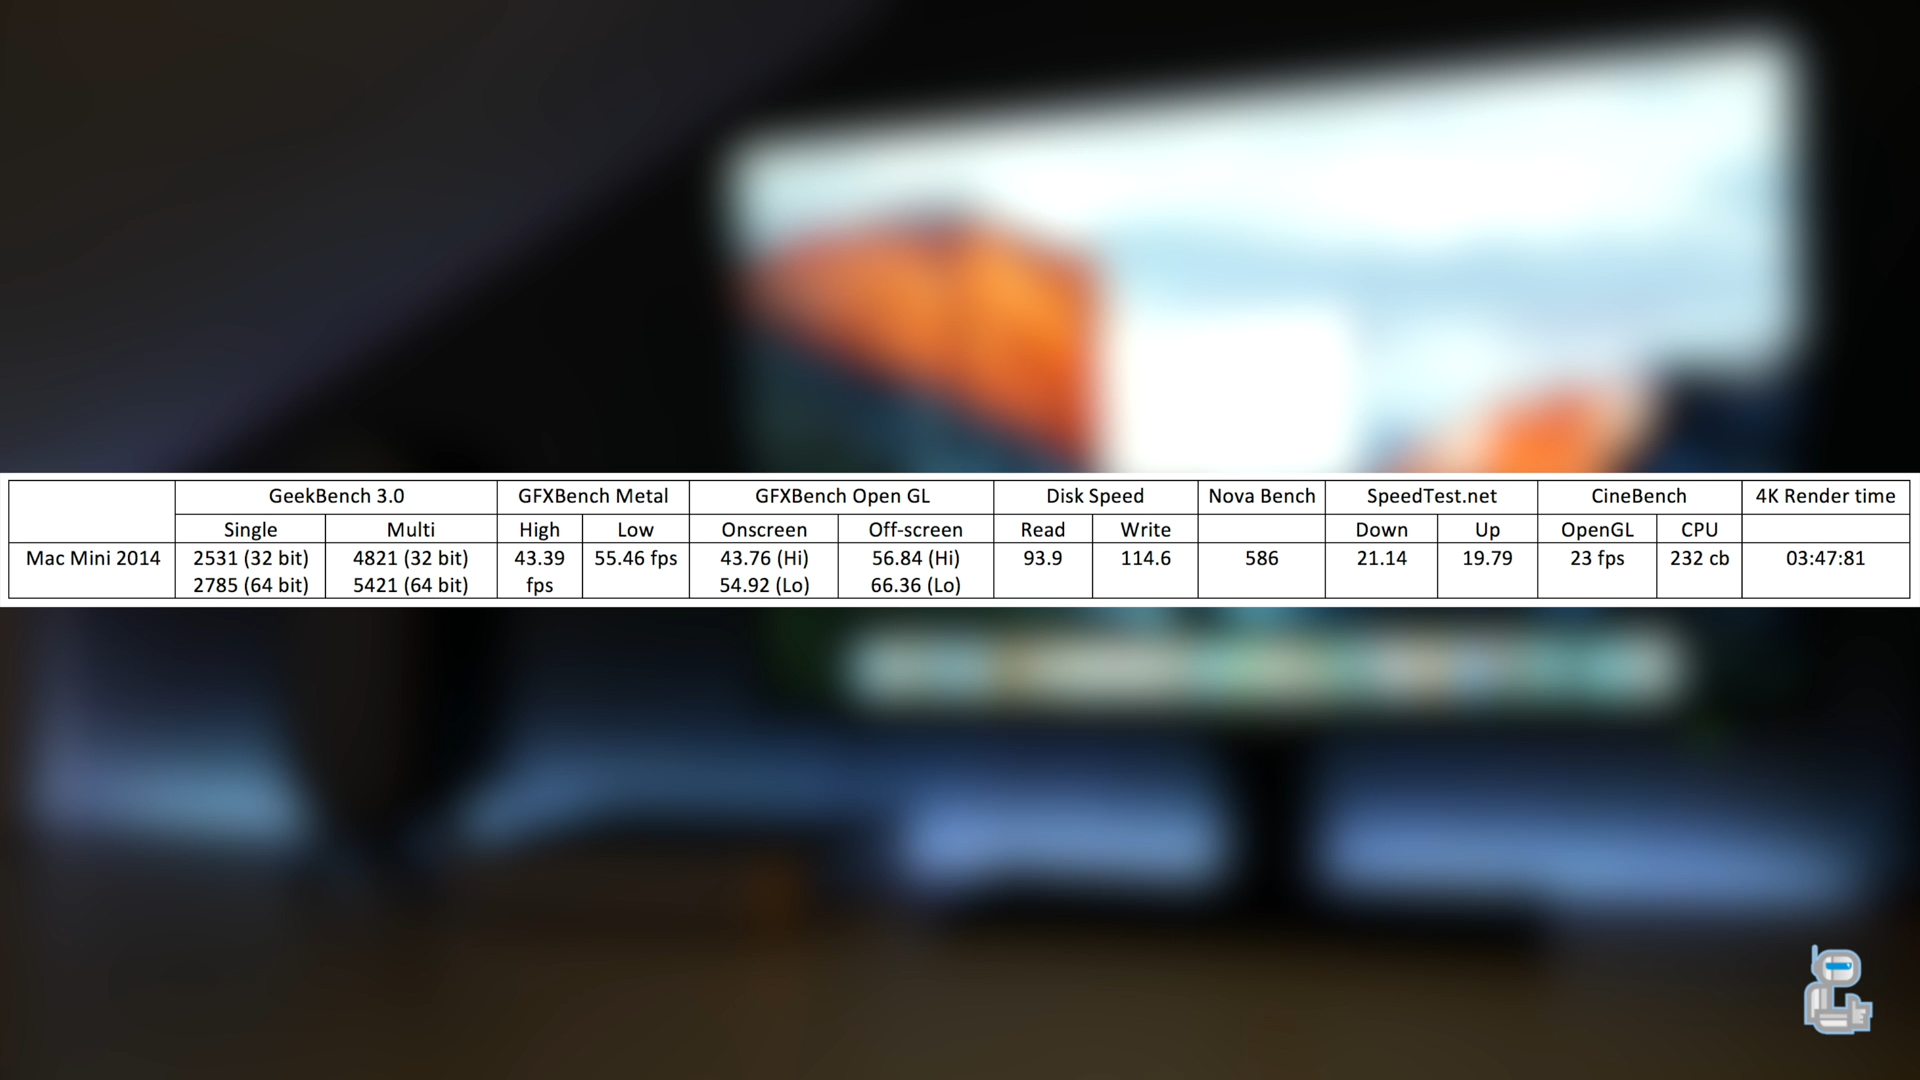 GeekBench 3.0 GFXBench Metal GFXBench Open GL Disk Speed Nova Bench SpeedTest.net CineBench 4K Render time
Single Multi High Low Onscreen Off-screen Read Write Down Up OpenGL CPU
Mac Mini 2014 2531 (32 bit) 4821 (32 bit) 43.39 55.46 fps 43.76 (Hi) 56.84 (Hi) 93.9 114.6 586 21.14 19.79 23 fps 232 cb 03:47:81
2785 (64 bit) 5421 (64 bit) fps 54.92 (Lo) 66.36 (Lo)